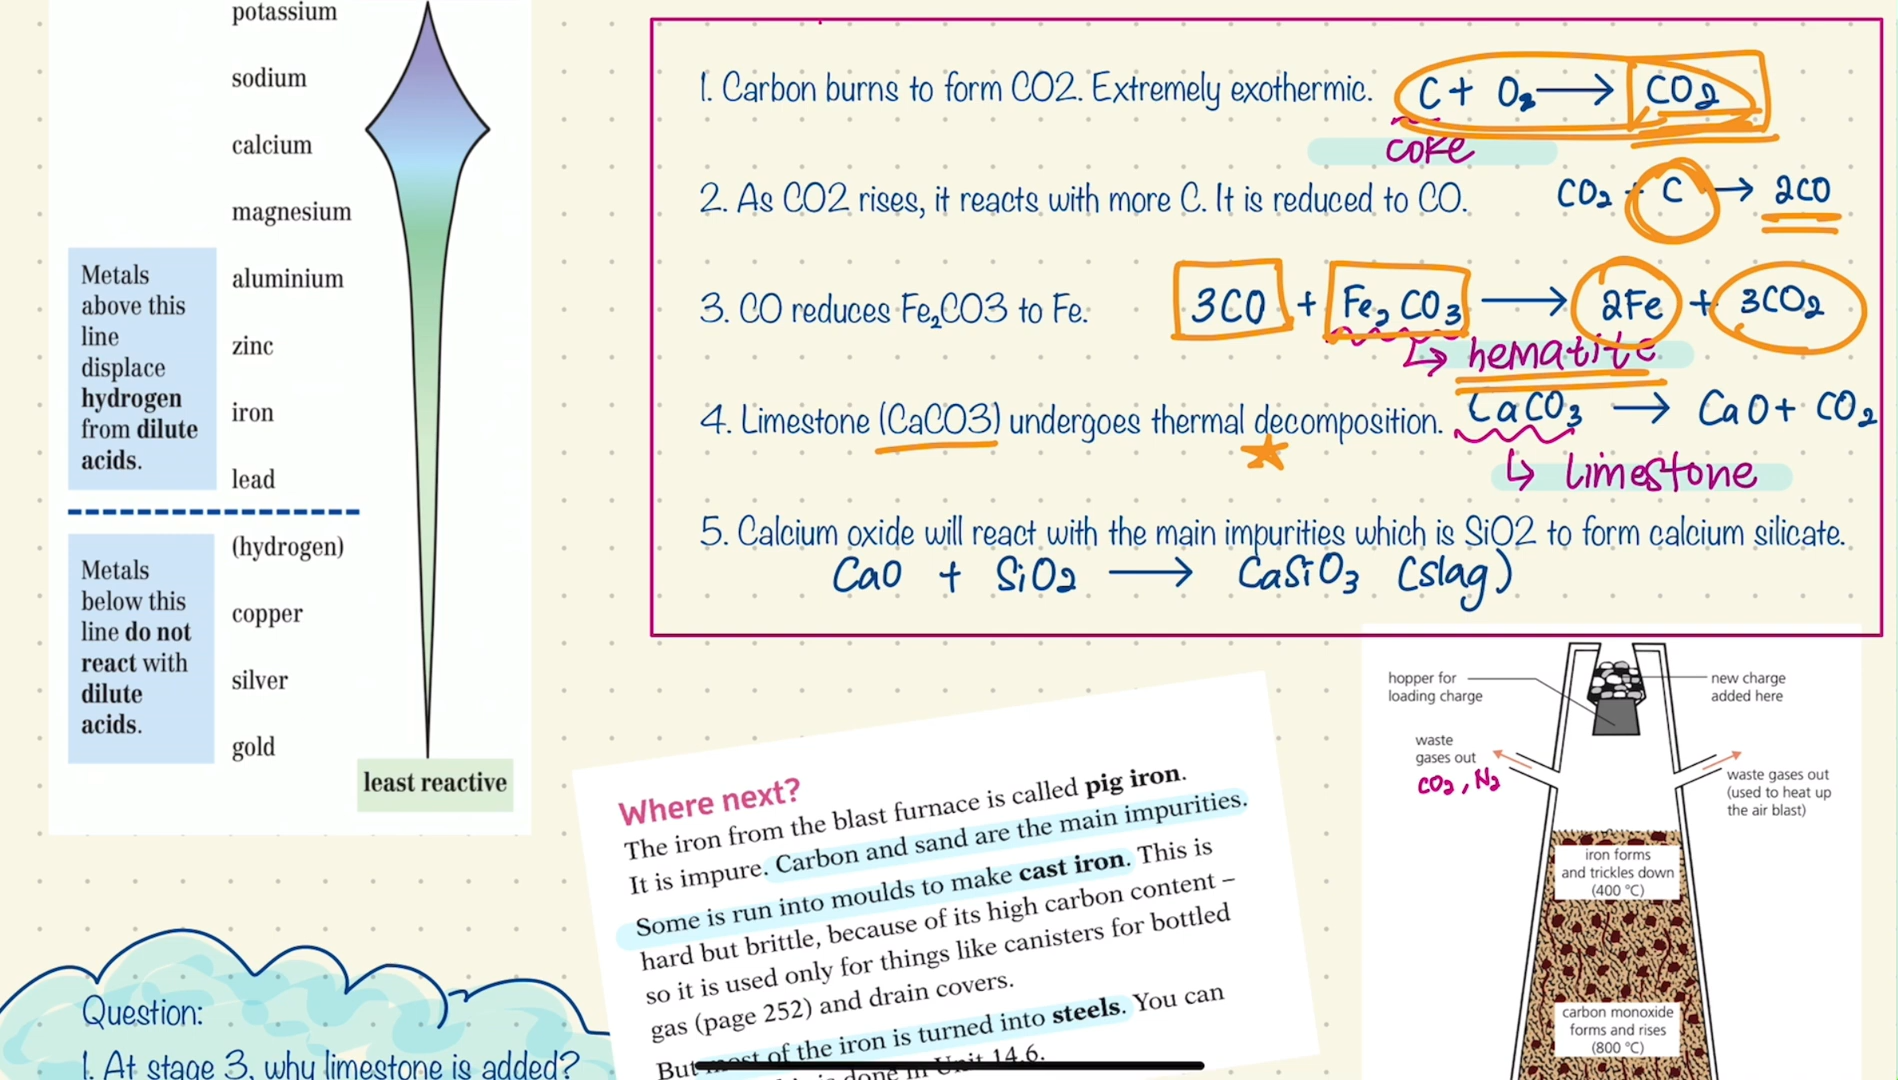 potassium
sodium
calcium
magnesium
aluminium
zinc
iron
lead
(hydrogen)
copper
silver
gold
Metals
above this
line
displace
hydrogen
from dilute
acids.
Metals
below this
line do not
react with
dilute
acids.
least reactive
1. Carbon burns to form CO2. Extremely exothermic. C + O₂ → CO₂
coke
2. As CO2 rises, it reacts with more C. It is reduced to CO. CO₂ + C → 2CO
3. CO reduces Fe₂CO3 to Fe. 3CO + Fe₂CO₃ → 2Fe + 3CO₂
↳ hematite
4. Limestone (CaCO3) undergoes thermal decomposition. CaCO₃ → CaO + CO₂
↳ limestone
5. Calcium oxide will react with the main impurities which is SiO2 to form calcium silicate.
CaO + SiO₂ → CaSiO₃ (slag)
Where next?
The iron from the blast furnace is called pig iron.
It is impure. Carbon and sand are the main impurities.
Some is run into moulds to make cast iron. This is
hard but brittle, because of its high carbon content –
so it is used only for things like canisters for bottled
gas (page 252) and drain covers.
But most of the iron is turned into steels. You can
is done in Unit 14.6.
hopper for
loading charge
new charge
added here
waste
gases out
CO₂, N₂
waste gases out
(used to heat up
the air blast)
iron forms
and trickles down
(400 °C)
carbon monoxide
forms and rises
(800 °C)
Question:
1. At stage 3, why limestone is added?